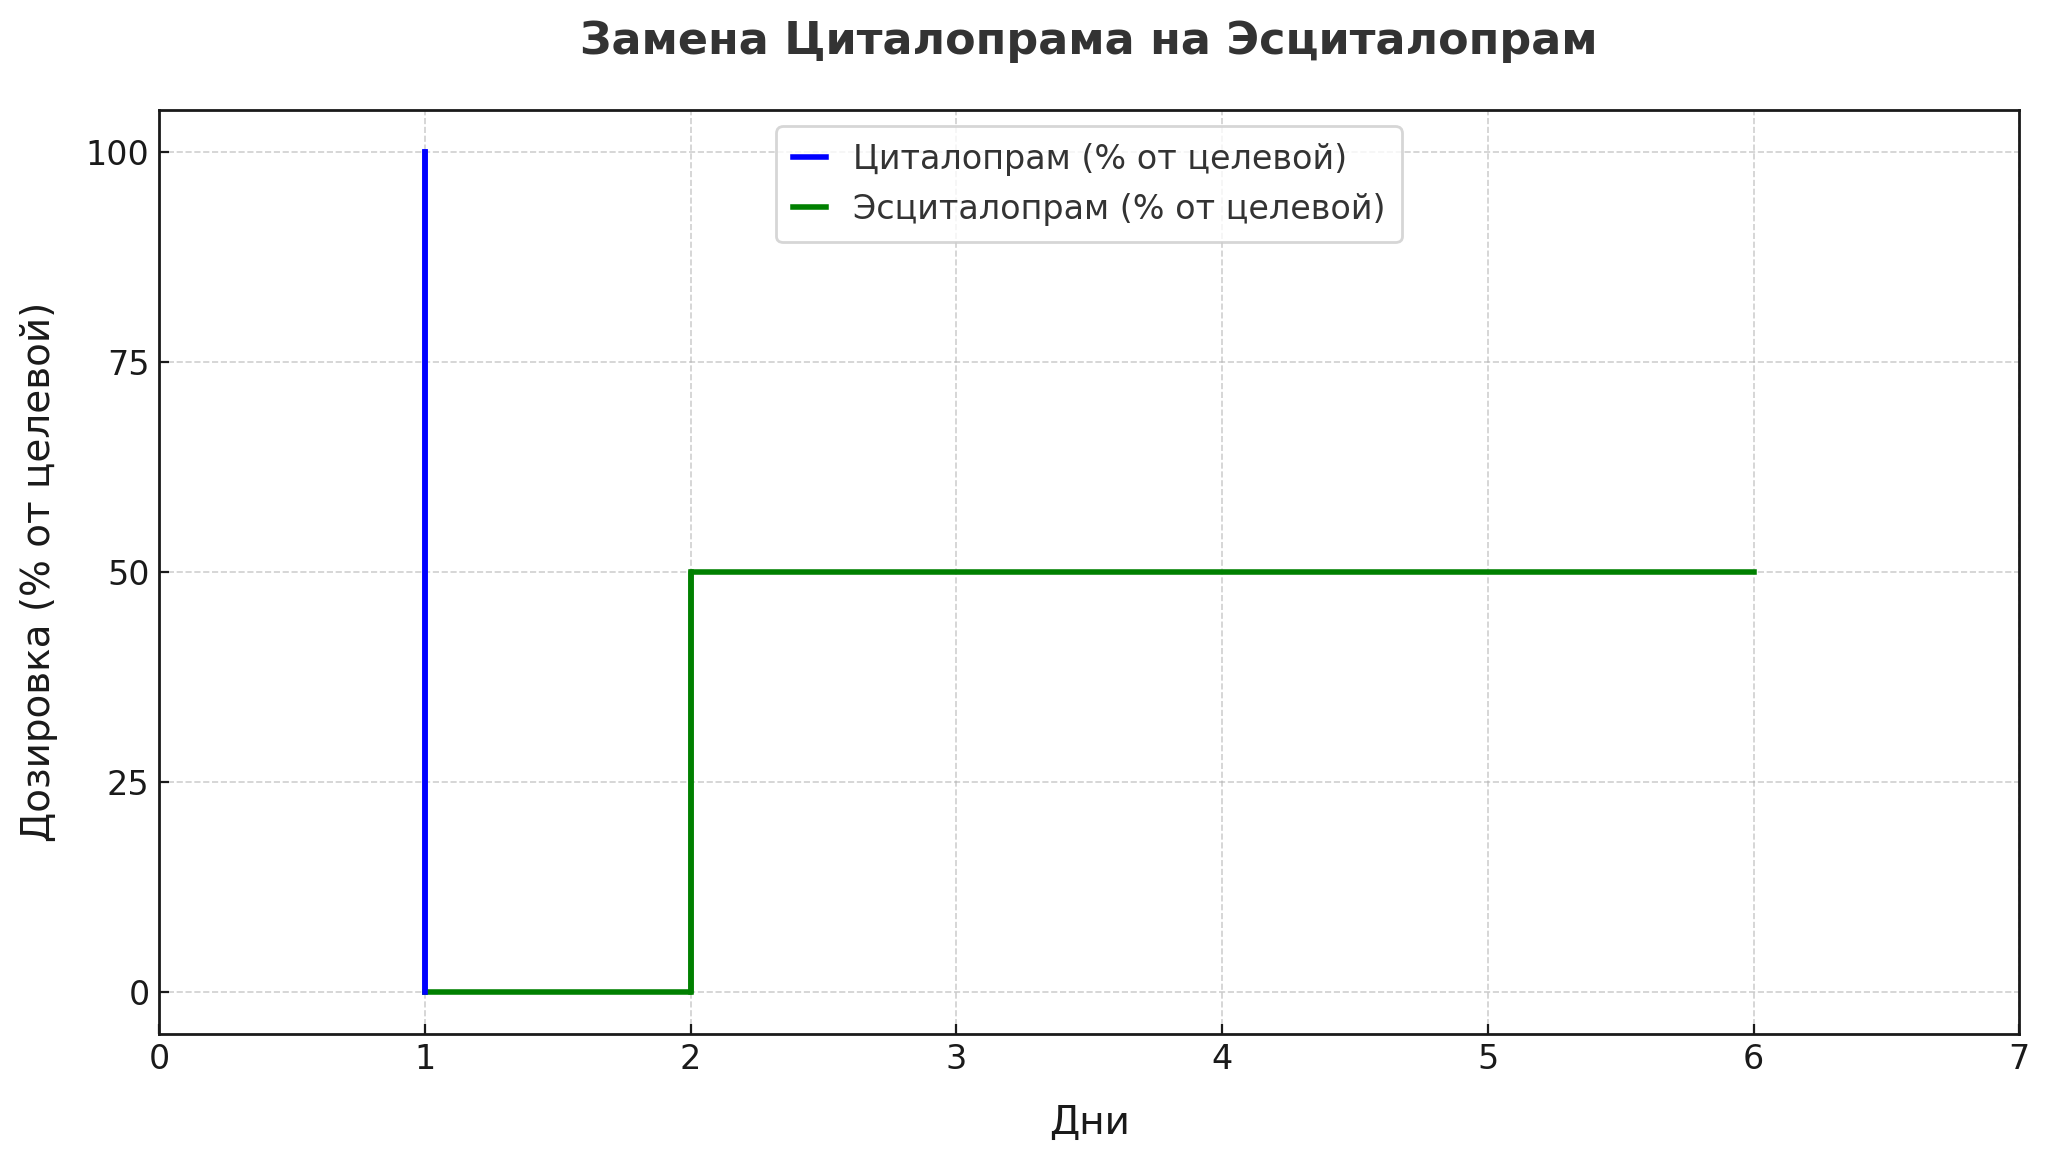 Замена Циталопрама на Эсциталопрам
Циталопрам (% от целевой)
Эсциталопрам (% от целевой)
Дозировка (% от целевой)
100
75
50
25
0
0 1 2 3 4 5 6 7
Дни